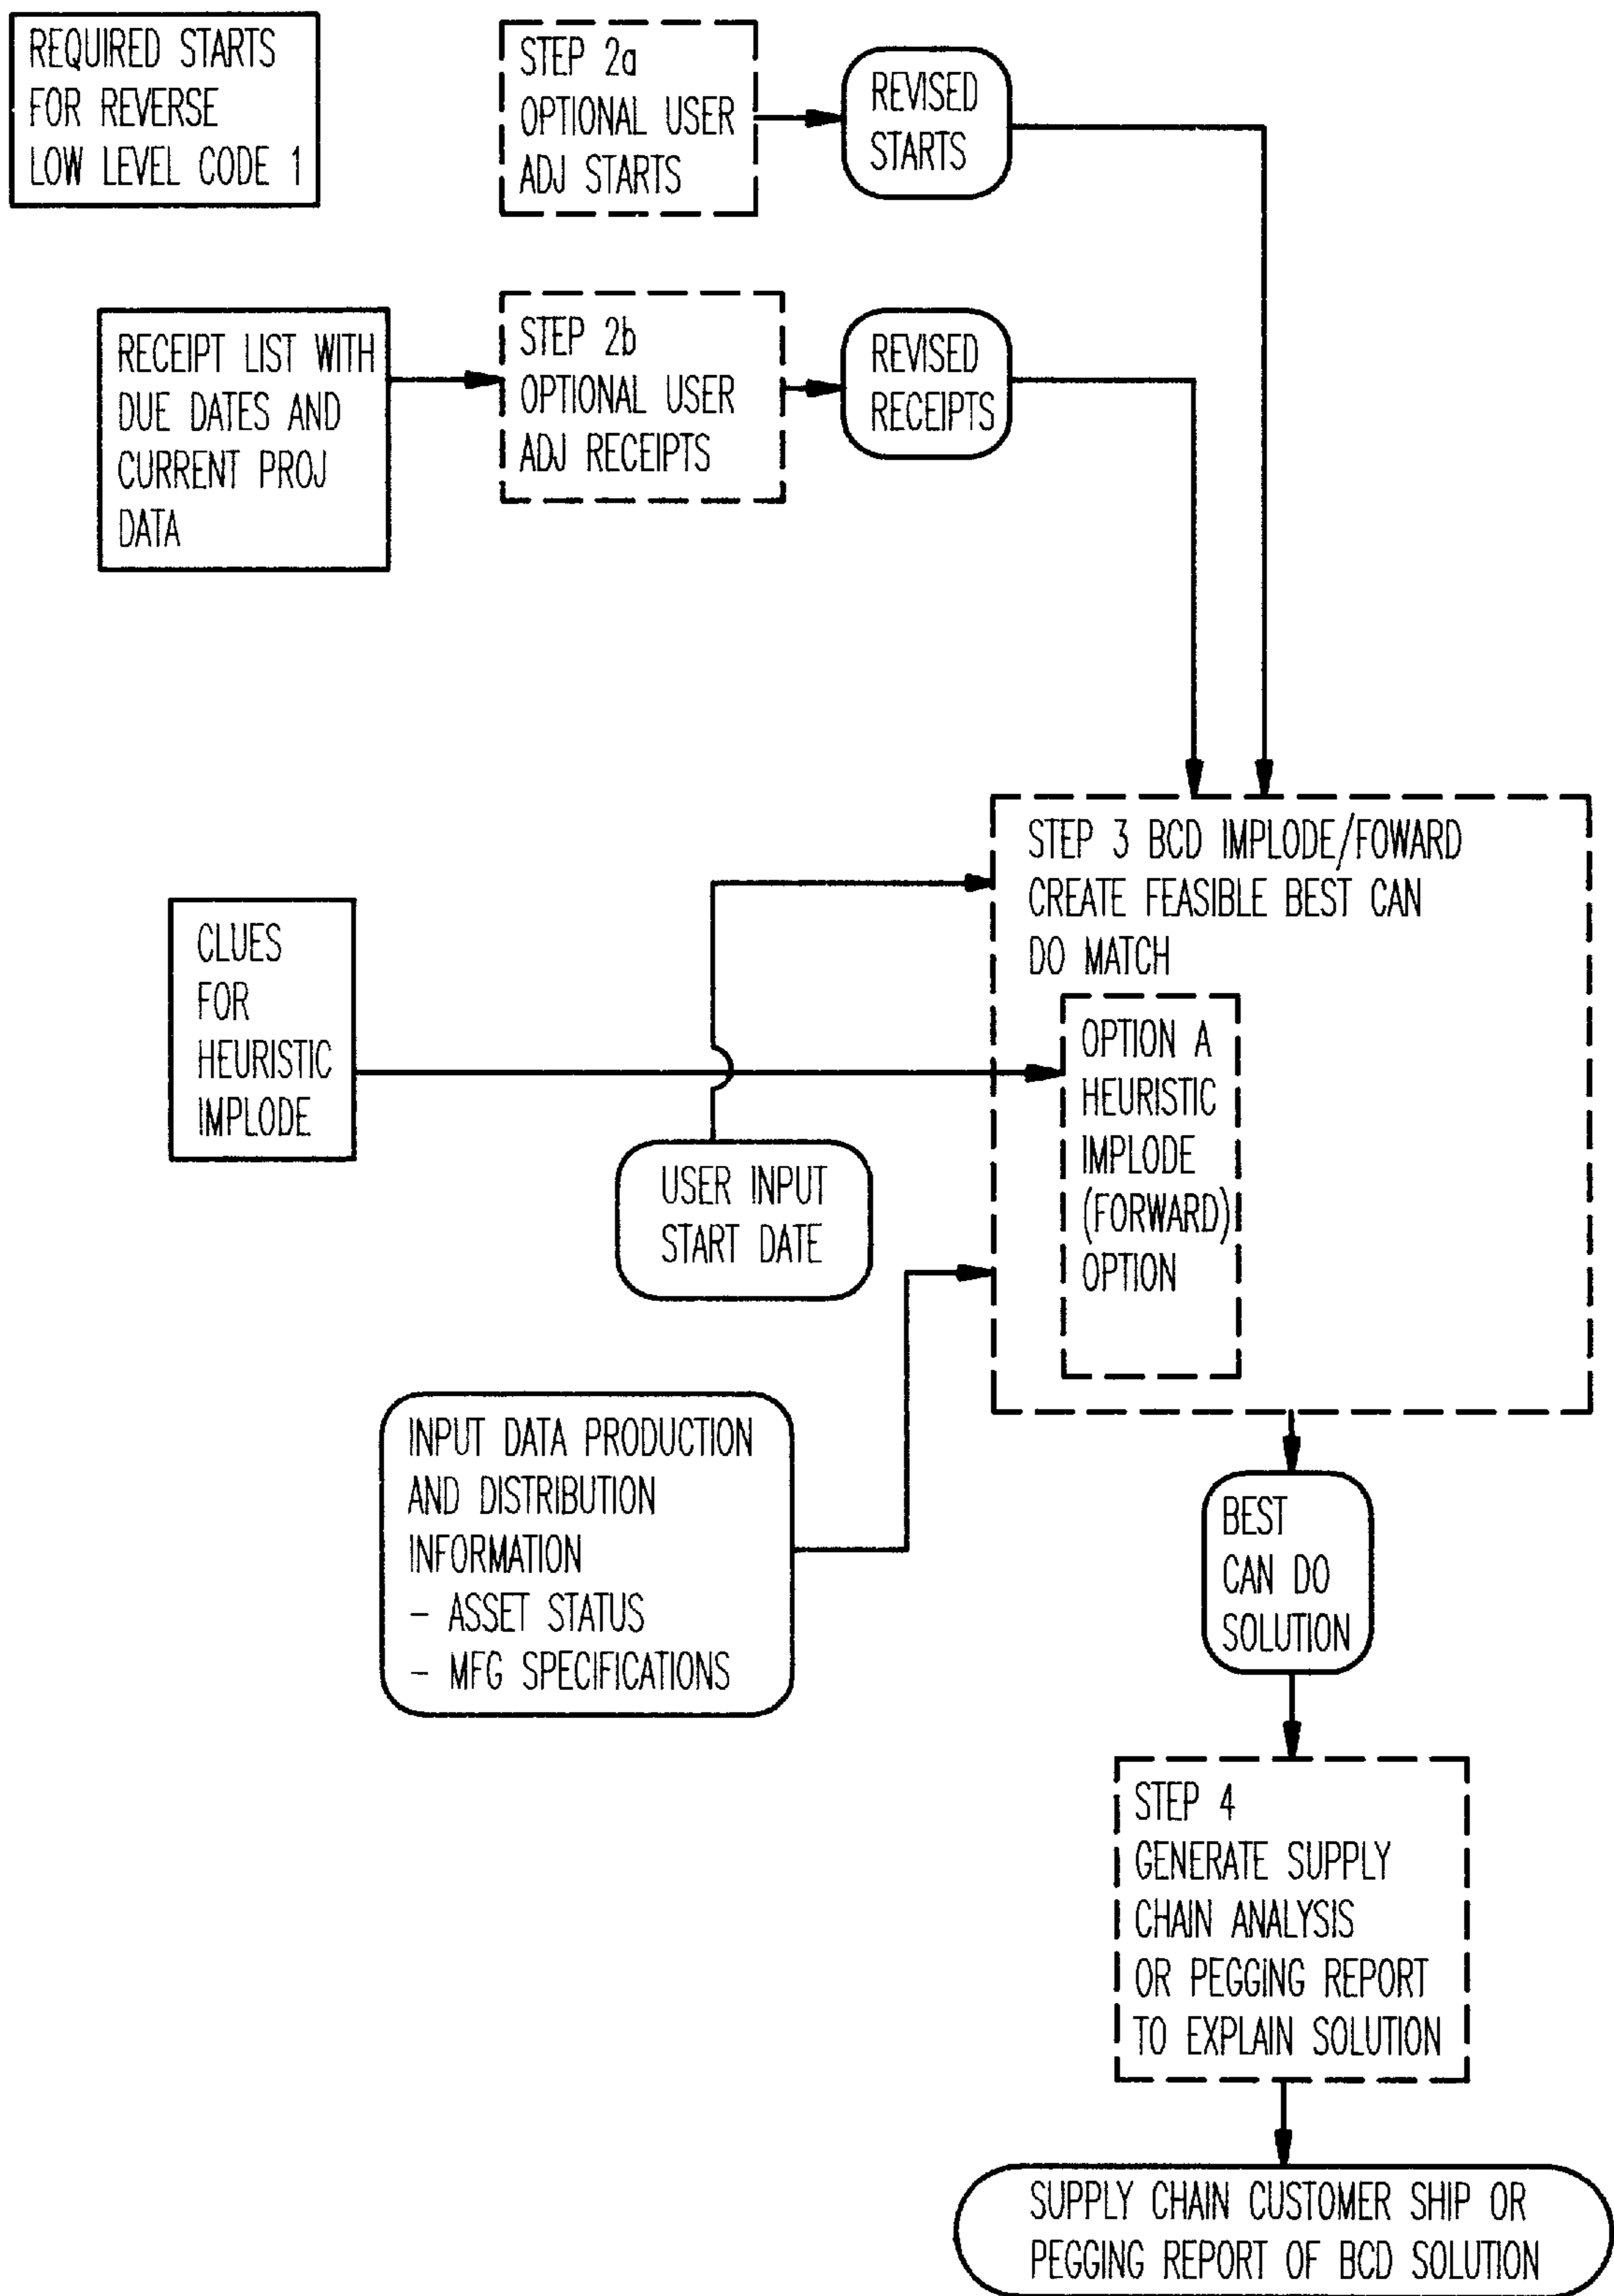 REQUIRED STARTS
FOR REVERSE
LOW LEVEL CODE 1
STEP 2a
OPTIONAL USER
ADJ STARTS
REVISED
STARTS
RECEIPT LIST WITH
DUE DATES AND
CURRENT PROJ
DATA
STEP 2b
OPTIONAL USER
ADJ RECEIPTS
REVISED
RECEIPTS
STEP 3 BCD IMPLODE/FOWARD
CREATE FEASIBLE BEST CAN
DO MATCH
CLUES
FOR
HEURISTIC
IMPLODE
OPTION A
HEURISTIC
IMPLODE
(FORWARD)
OPTION
USER INPUT
START DATE
INPUT DATA PRODUCTION
AND DISTRIBUTION
INFORMATION
- ASSET STATUS
- MFG SPECIFICATIONS
BEST
CAN DO
SOLUTION
STEP 4
GENERATE SUPPLY
CHAIN ANALYSIS
OR PEGGING REPORT
TO EXPLAIN SOLUTION
SUPPLY CHAIN CUSTOMER SHIP OR
PEGGING REPORT OF BCD SOLUTION